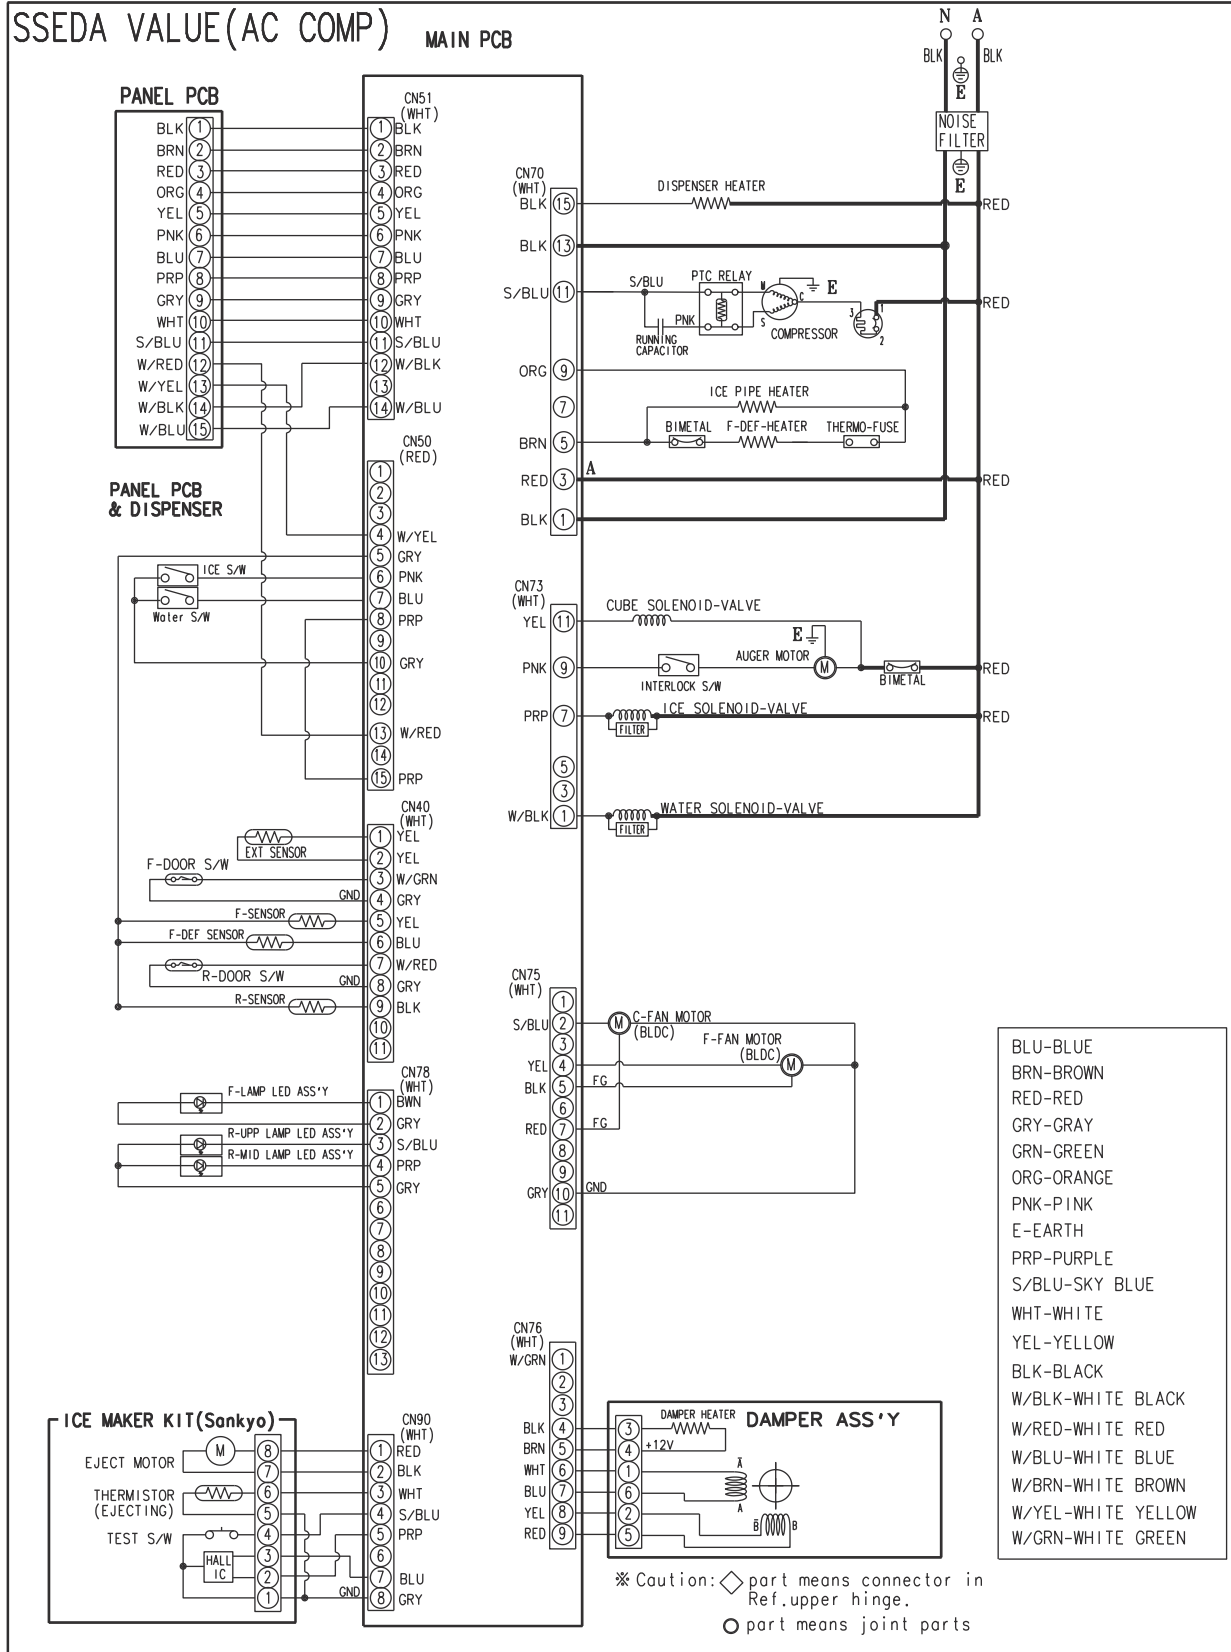 SSEDA VALUE(AC COMP)
MAIN PCB
N A
BLK BLK
E
NOISE
FILTER
E
PANEL PCB
BLK 1
BRN 2
RED 3
ORG 4
YEL 5
PNK 6
BLU 7
PRP 8
GRY 9
WHT 10
S/BLU 11
W/RED 12
W/YEL 13
W/BLK 14
W/BLU 15
CN51
(WHT)
1 BLK
2 BRN
3 RED
4 ORG
5 YEL
6 PNK
7 BLU
8 PRP
9 GRY
10 WHT
11 S/BLU
12 W/BLK
13
14 W/BLU
PANEL PCB
& DISPENSER
ICE S/W
Water S/W
CN50
(RED)
1
2
3
4 W/YEL
5 GRY
6 PNK
7 BLU
8 PRP
9
10 GRY
11
12
13 W/RED
14
15 PRP
EXT SENSOR
F-DOOR S/W
GND
F-SENSOR
F-DEF SENSOR
R-DOOR S/W
GND
R-SENSOR
CN40
(WHT)
1 YEL
2 YEL
3 W/GRN
4 GRY
5 YEL
6 BLU
7 W/RED
8 GRY
9 BLK
10
11
F-LAMP LED ASS'Y
R-UPP LAMP LED ASS'Y
R-MID LAMP LED ASS'Y
CN78
(WHT)
1 BWN
2 GRY
3 S/BLU
4 PRP
5 GRY
6
7
8
9
10
11
12
13
ICE MAKER KIT(Sankyo)
EJECT MOTOR
M
THERMISTOR
(EJECTING)
TEST S/W
HALL
IC
8
7
6
5
4
3
2
1
GND
CN90
(WHT)
1 RED
2 BLK
3 WHT
4 S/BLU
5 PRP
6
7 BLU
8 GRY
CN70
(WHT)
BLK 15
BLK 13
S/BLU 11
ORG 9
7
BRN 5
RED 3
BLK 1
DISPENSER HEATER
RED
S/BLU
PTC RELAY
M
C
S
E
PNK
RUNNING
CAPACITOR
COMPRESSOR
3 1
2
RED
ICE PIPE HEATER
BIMETAL F-DEF-HEATER THERMO-FUSE
A
RED
CN73
(WHT)
YEL 11
PNK 9
PRP 7
5
3
W/BLK 1
CUBE SOLENOID-VALVE
E
AUGER MOTOR
M
INTERLOCK S/W
BIMETAL
RED
ICE SOLENOID-VALVE
FILTER
RED
WATER SOLENOID-VALVE
FILTER
CN75
(WHT)
1
S/BLU 2
3
YEL 4
BLK 5
6
RED 7
8
9
GRY 10
11
M
C-FAN MOTOR
(BLDC)
F-FAN MOTOR
(BLDC)
M
FG
FG
GND
CN76
(WHT)
W/GRN 1
2
3
BLK 4
BRN 5
WHT 6
BLU 7
YEL 8
RED 9
DAMPER HEATER
DAMPER ASS'Y
3
4
1
6
2
5
+12V
Ā
A
B̄ B
※ Caution: ◇ part means connector in
Ref.upper hinge.
○ part means joint parts
BLU-BLUE
BRN-BROWN
RED-RED
GRY-GRAY
GRN-GREEN
ORG-ORANGE
PNK-PINK
E-EARTH
PRP-PURPLE
S/BLU-SKY BLUE
WHT-WHITE
YEL-YELLOW
BLK-BLACK
W/BLK-WHITE BLACK
W/RED-WHITE RED
W/BLU-WHITE BLUE
W/BRN-WHITE BROWN
W/YEL-WHITE YELLOW
W/GRN-WHITE GREEN